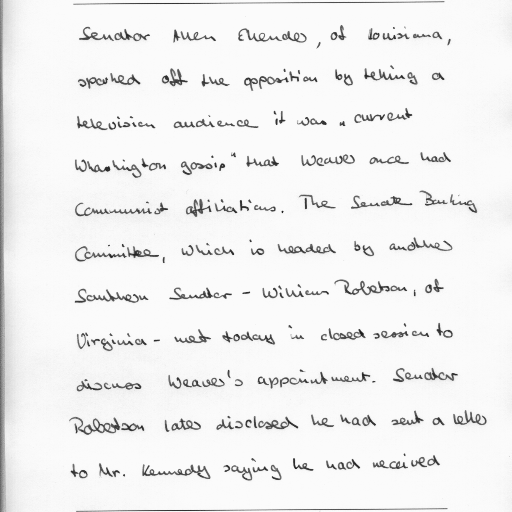 Senator Allen Ellender, of Louisiana,
sparked off the opposition by telling a
television audience it was "current
Whashington gossip" that Weaver once had
Communist affiliations. The Senate Banking
Committee, which is headed by another
Southern Senator - William Robertson, of
Virginia - met today in closed session to
discuss Weaver's appointment. Senator
Robertson later disclosed he had sent a letter
to Mr. Kennedy saying he had received